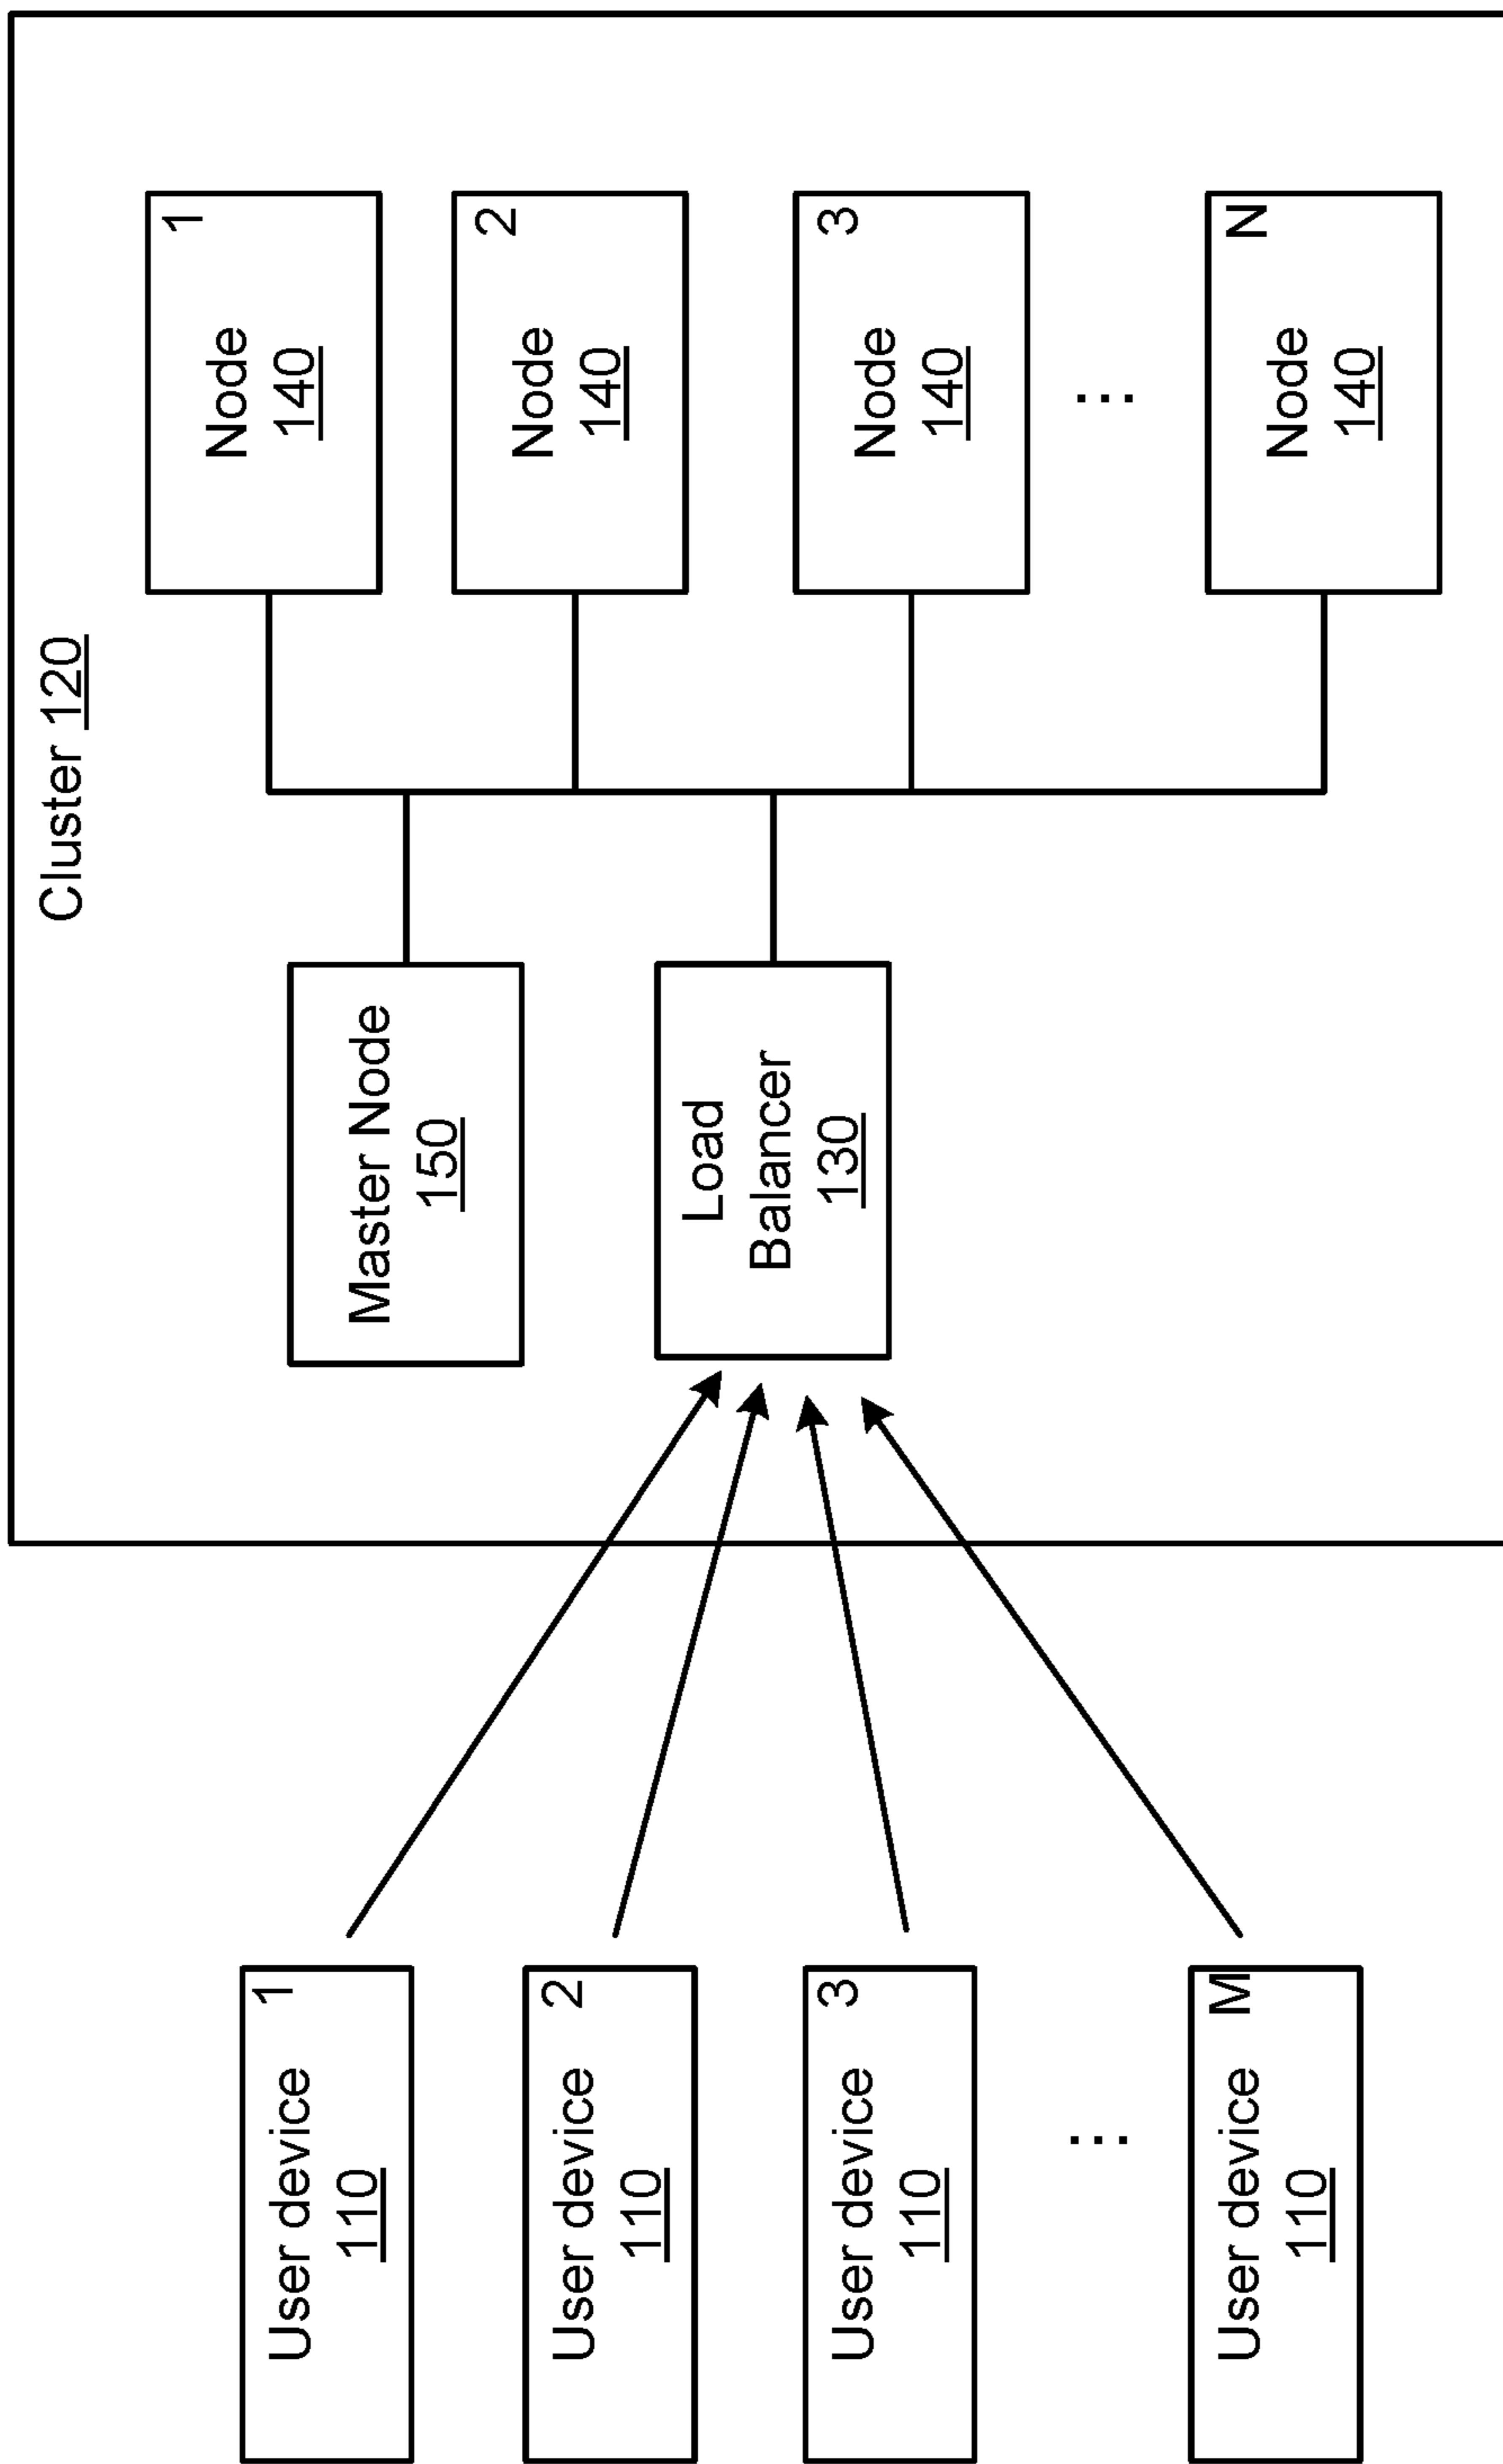 Cluster 120
User device
110
1
User device
110
2
User device
110
3
...
User device
110
M
Master Node
150
Load
Balancer
130
Node
140
1
Node
140
2
Node
140
3
...
Node
140
N